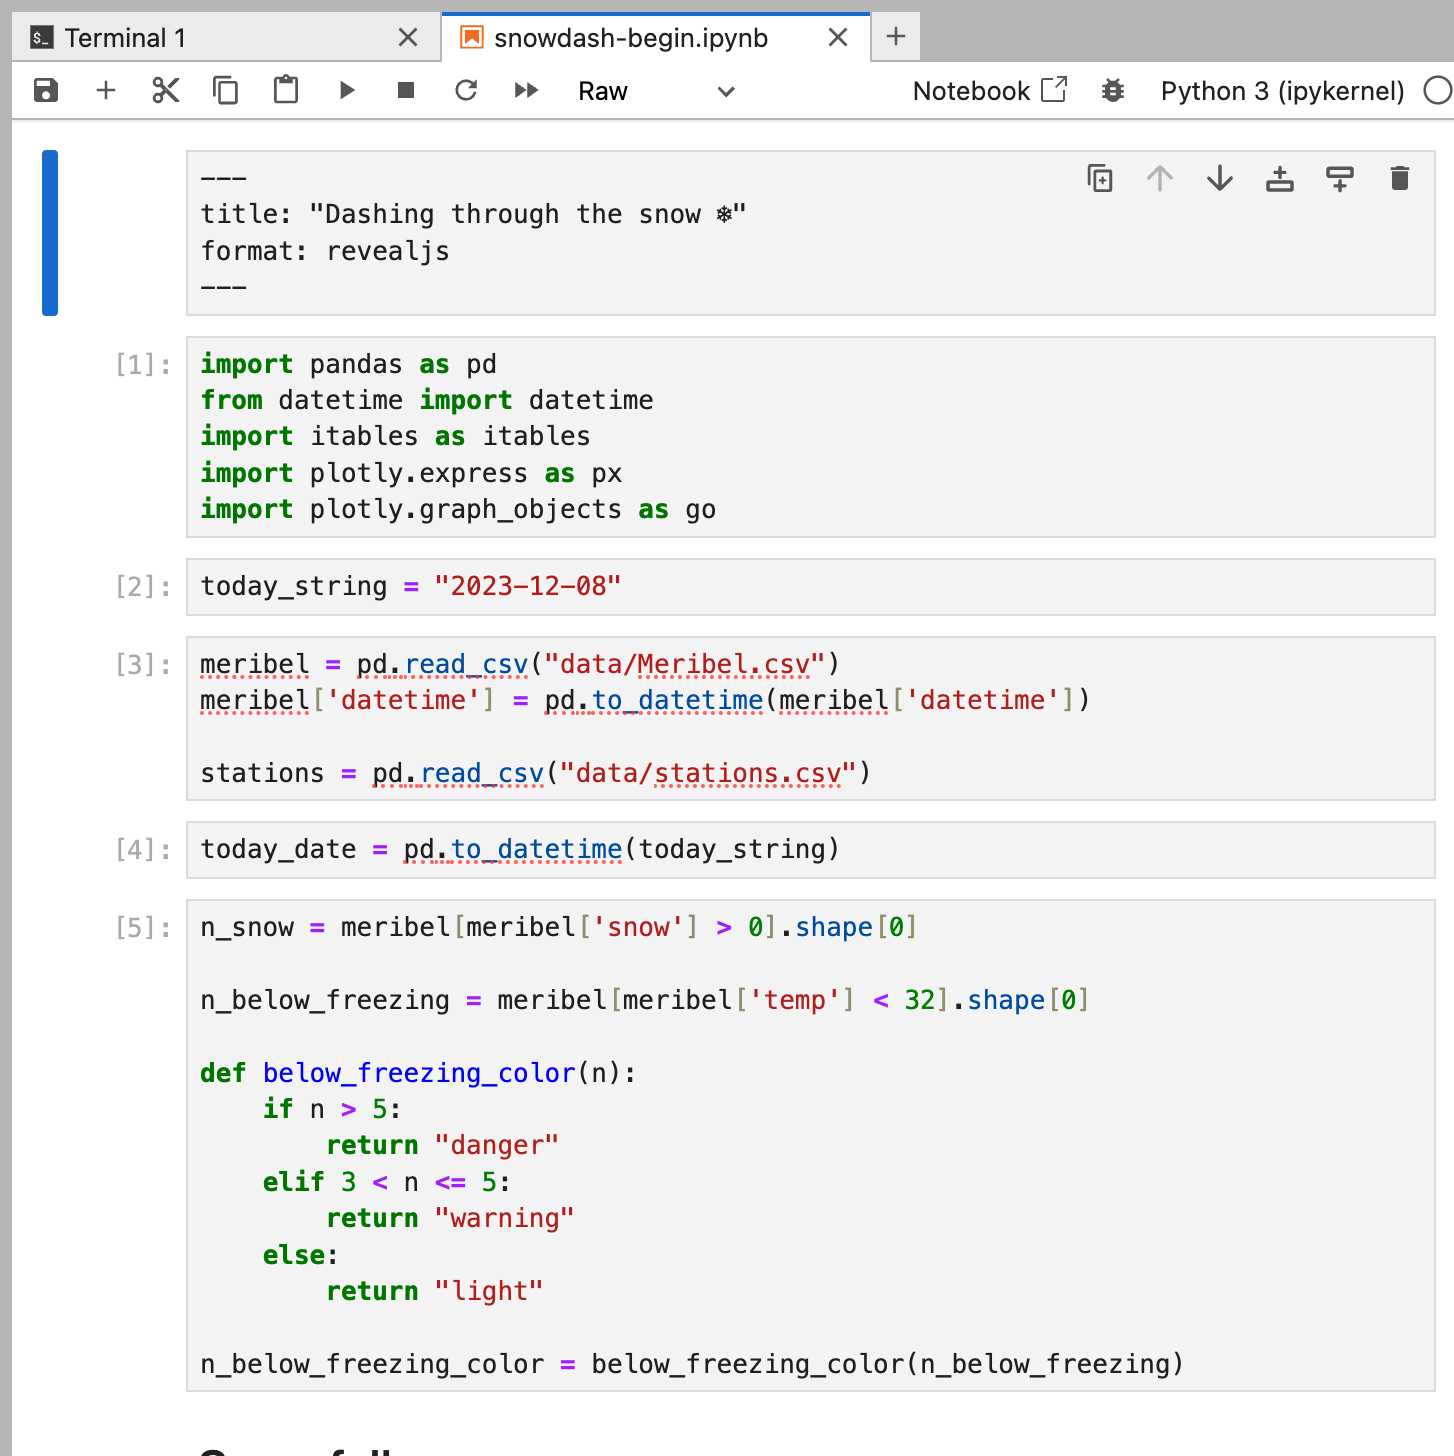 Terminal 1
snowdash-begin.ipynb
Raw
Notebook
Python 3 (ipykernel)
---
title: "Dashing through the snow ❄"
format: revealjs
---
[1]:
import pandas as pd
from datetime import datetime
import itables as itables
import plotly.express as px
import plotly.graph_objects as go
[2]:
today_string = "2023-12-08"
[3]:
meribel = pd.read_csv("data/Meribel.csv")
meribel['datetime'] = pd.to_datetime(meribel['datetime'])
stations = pd.read_csv("data/stations.csv")
[4]:
today_date = pd.to_datetime(today_string)
[5]:
n_snow = meribel[meribel['snow'] > 0].shape[0]
n_below_freezing = meribel[meribel['temp'] < 32].shape[0]
def below_freezing_color(n):
    if n > 5:
        return "danger"
    elif 3 < n <= 5:
        return "warning"
    else:
        return "light"
n_below_freezing_color = below_freezing_color(n_below_freezing)